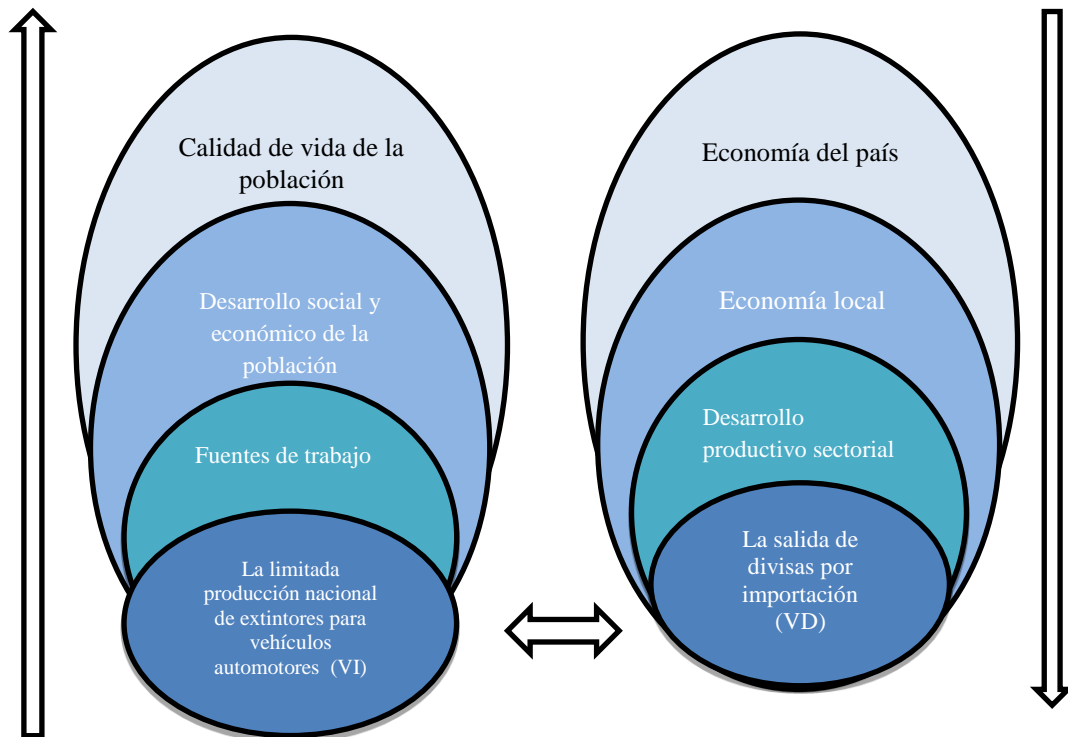 Calidad de vida de la
población
Desarrollo social y
económico de la
población
Fuentes de trabajo
La limitada
producción nacional
de extintores para
vehículos
automotores (VI)
Economía del país
Economía local
Desarrollo
productivo sectorial
La salida de
divisas por
importación
(VD)